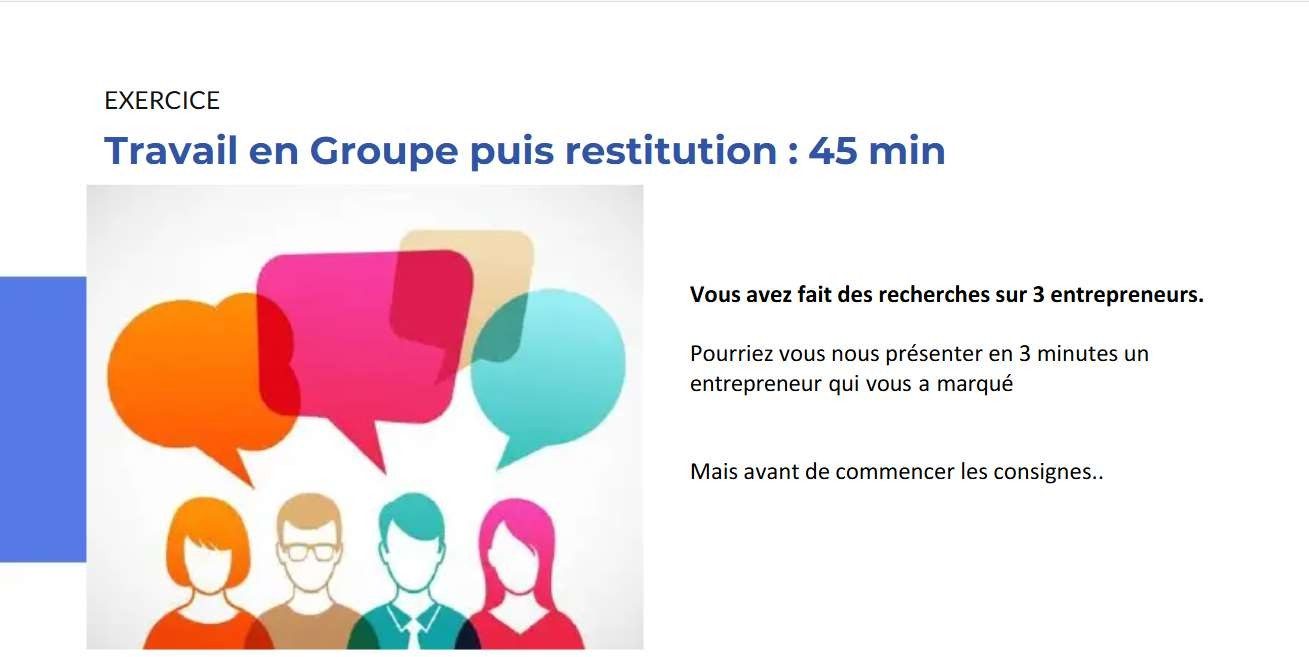 EXERCICE
Travail en Groupe puis restitution : 45 min
Vous avez fait des recherches sur 3 entrepreneurs.
Pourriez vous nous présenter en 3 minutes un
entrepreneur qui vous a marqué
Mais avant de commencer les consignes..